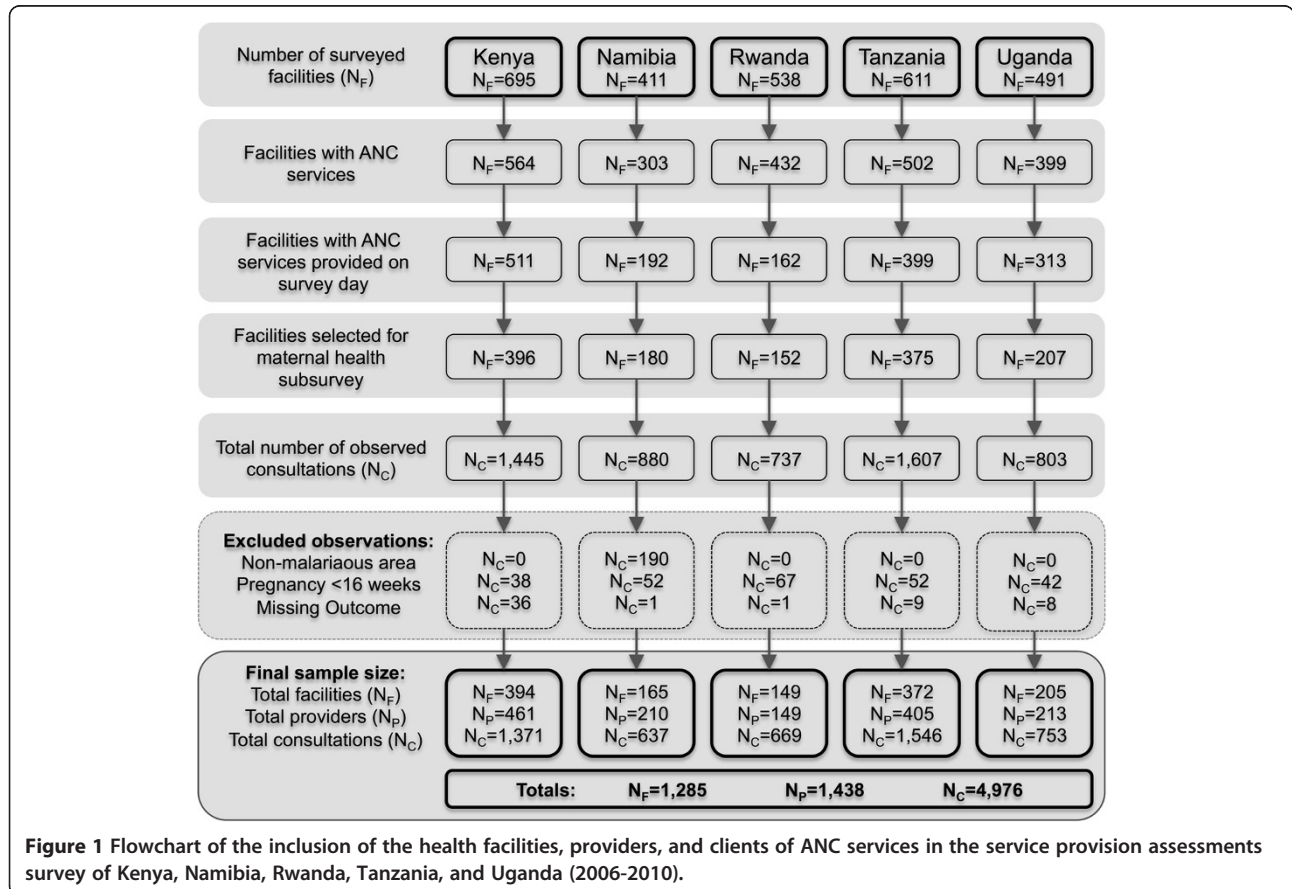 Number of surveyed
facilities (NF)
Kenya
NF=695
Namibia
NF=411
Rwanda
NF=538
Tanzania
NF=611
Uganda
NF=491
Facilities with ANC
services
NF=564
NF=303
NF=432
NF=502
NF=399
Facilities with ANC
services provided on
survey day
NF=511
NF=192
NF=162
NF=399
NF=313
Facilities selected for
maternal health
subsurvey
NF=396
NF=180
NF=152
NF=375
NF=207
Total number of observed
consultations (NC)
NC=1,445
NC=880
NC=737
NC=1,607
NC=803
Excluded observations:
Non-malariaous area
Pregnancy <16 weeks
Missing Outcome
NC=0
NC=38
NC=36
NC=190
NC=52
NC=1
NC=0
NC=67
NC=1
NC=0
NC=52
NC=9
NC=0
NC=42
NC=8
Final sample size:
Total facilities (NF)
Total providers (NP)
Total consultations (NC)
NF=394
NP=461
NC=1,371
NF=165
NP=210
NC=637
NF=149
NP=149
NC=669
NF=372
NP=405
NC=1,546
NF=205
NP=213
NC=753
Totals: NF=1,285 NP=1,438 NC=4,976
Figure 1 Flowchart of the inclusion of the health facilities, providers, and clients of ANC services in the service provision assessments
survey of Kenya, Namibia, Rwanda, Tanzania, and Uganda (2006-2010).